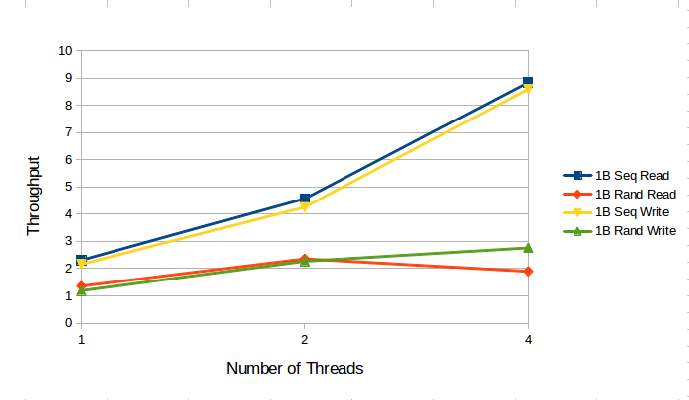 10
9
8
7
6
5
4
3
2
1
0
Throughput
1 2 4
Number of Threads
1B Seq Read
1B Rand Read
1B Seq Write
1B Rand Write